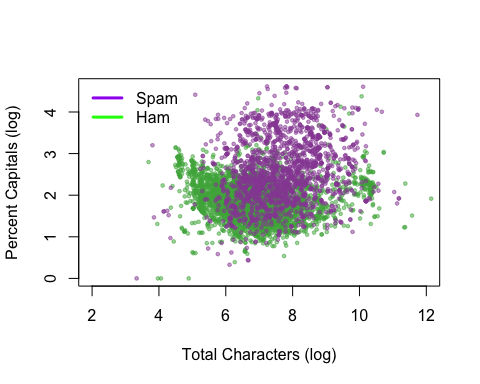 Spam
Ham
4
3
2
1
0
Percent Capitals (log)
2 4 6 8 10 12
Total Characters (log)